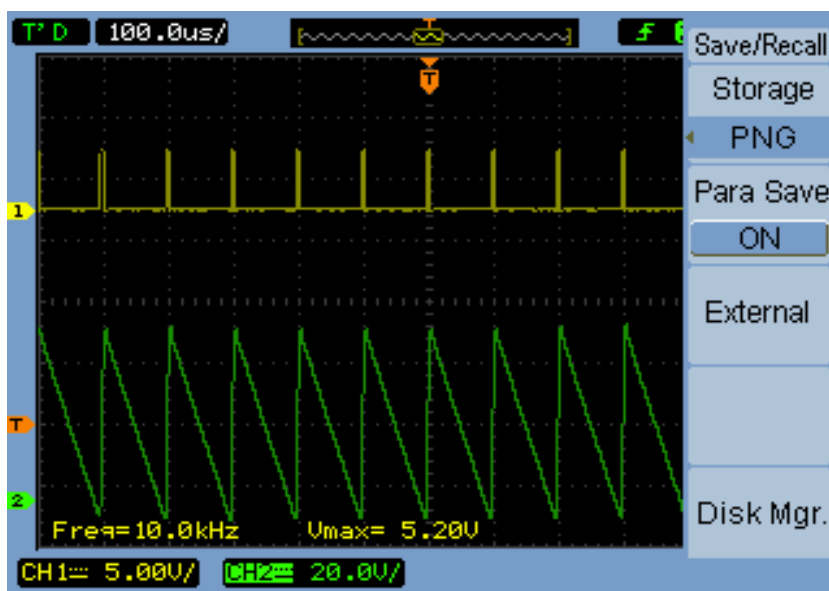 T'D 100.0us/
Save/Recall
Storage
PNG
T
Para Save
1
ON
External
T
2
Disk Mgr.
Freq=10.0kHz Vmax= 5.20V
CH1 5.00V/ CH2 20.0V/